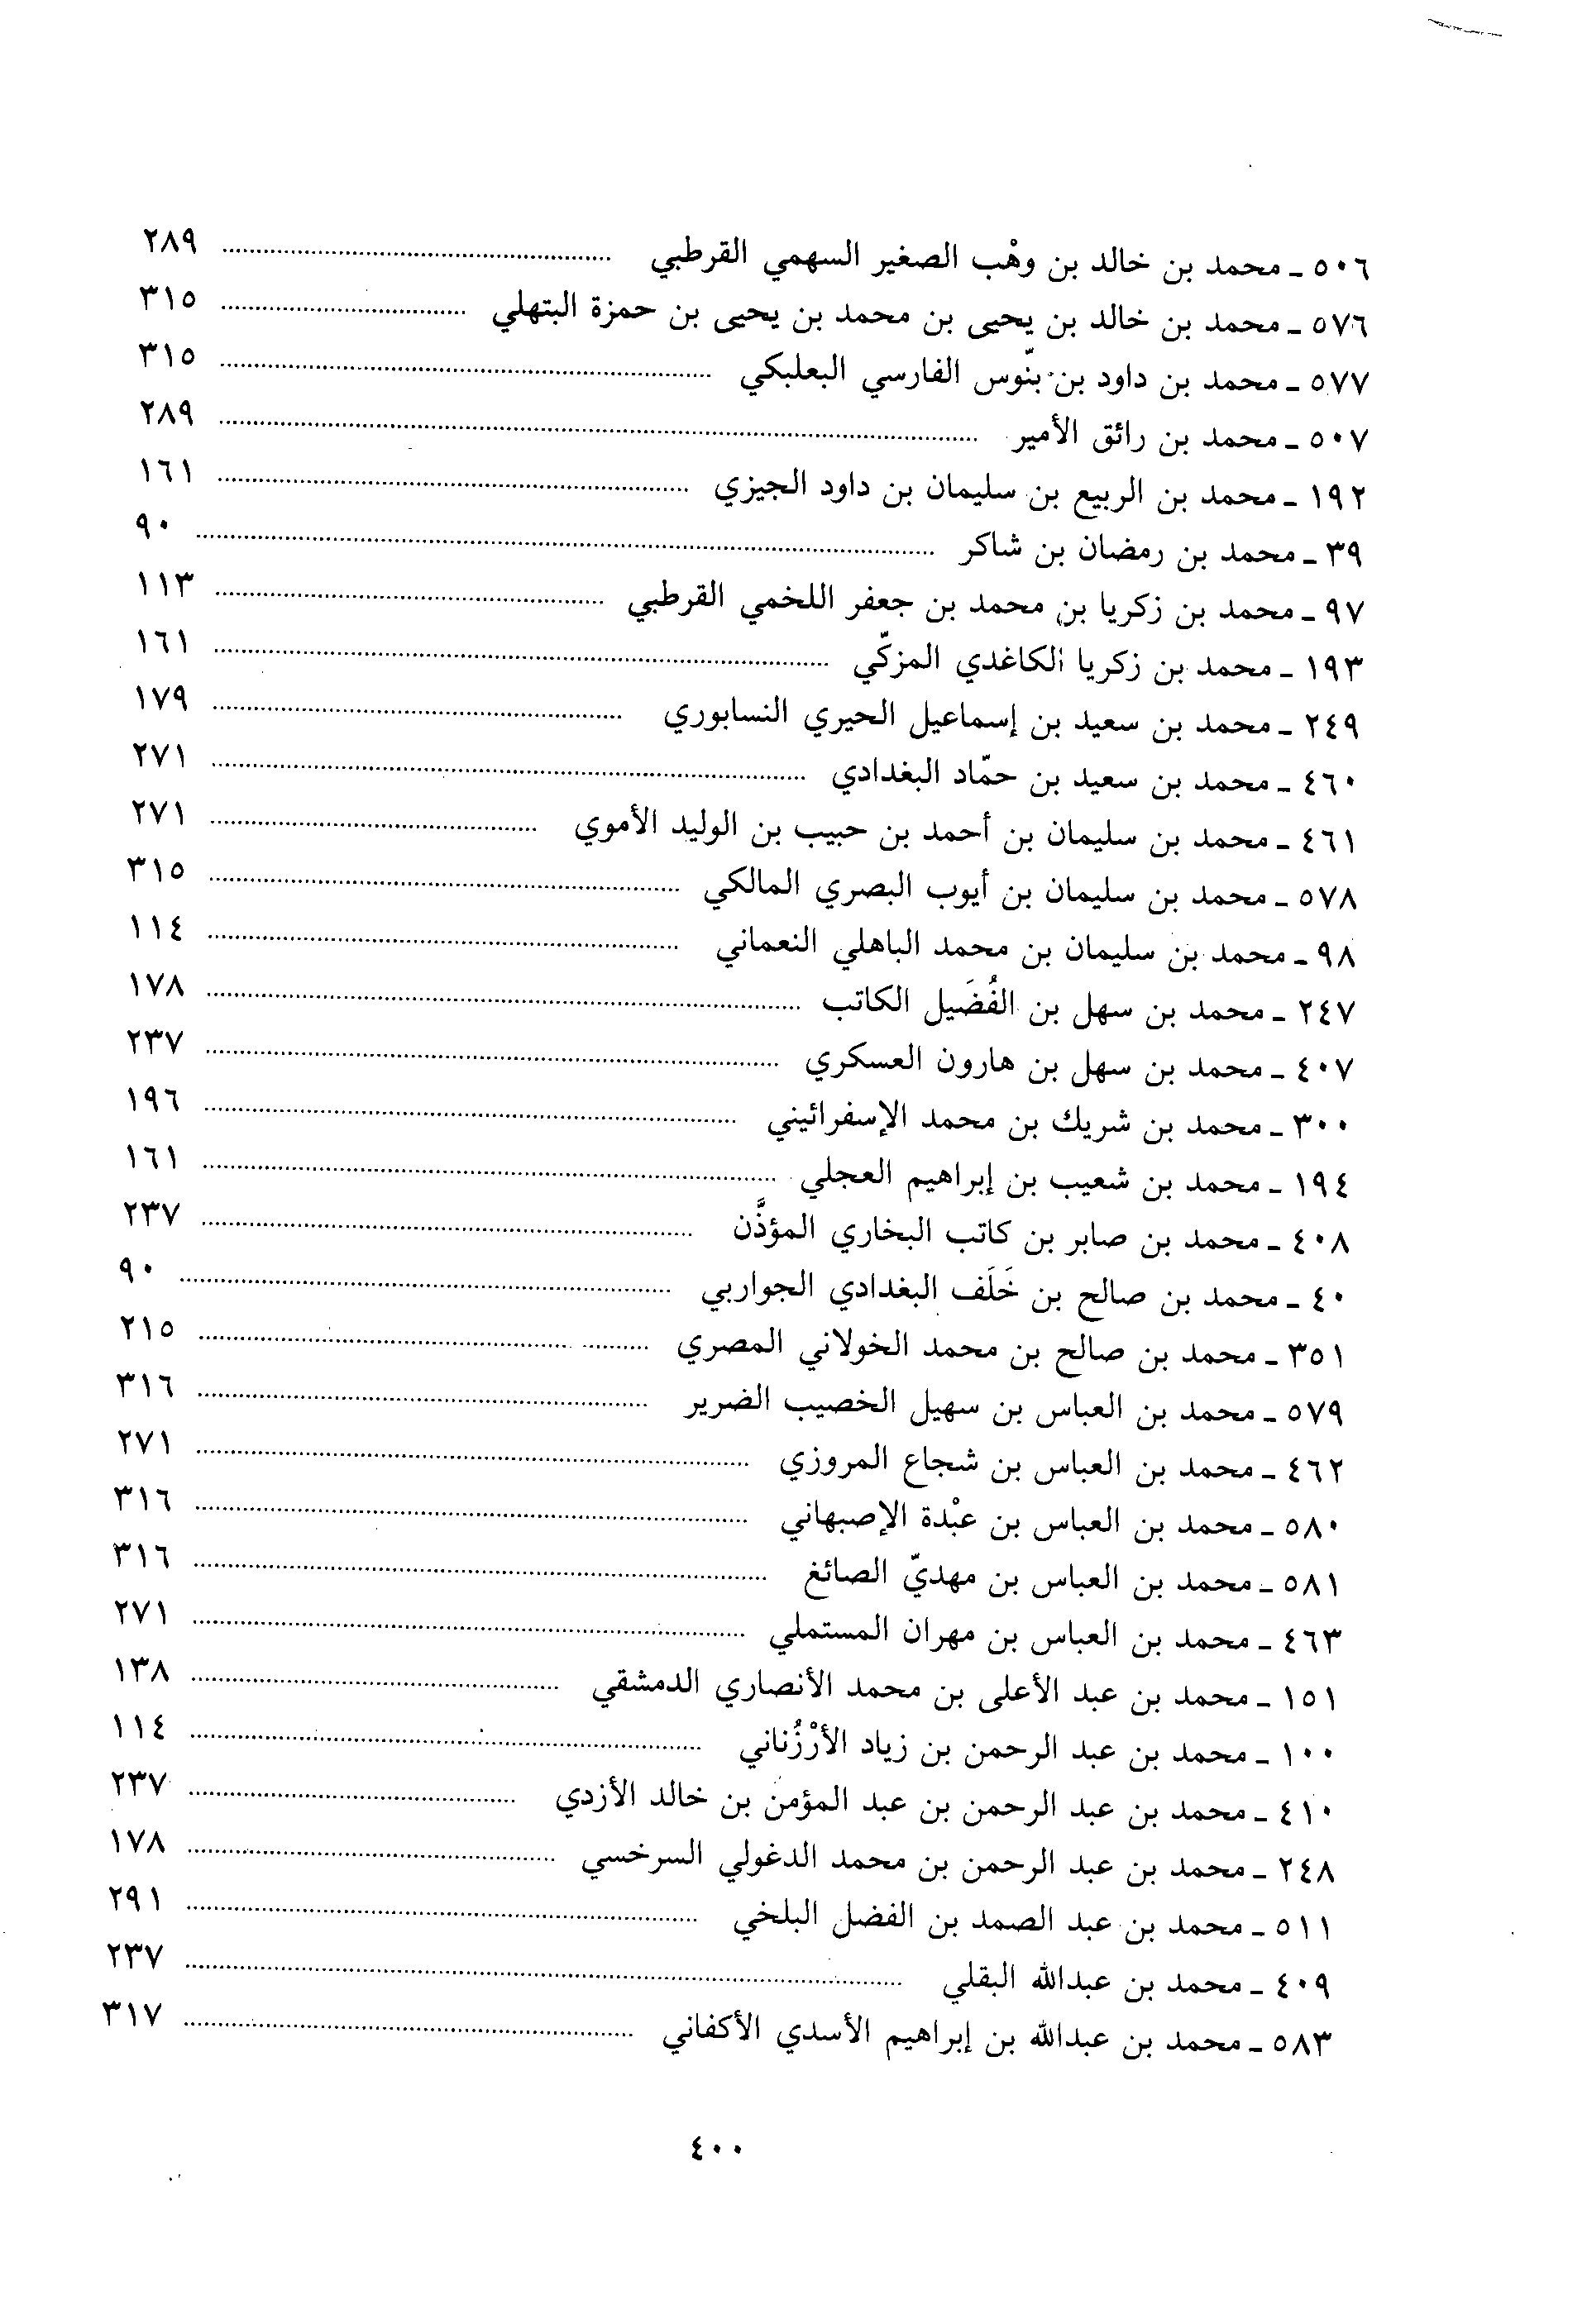 ٥٠٦ ـ محمد بن خالد بن وهْب الصغير السهمي القرطبي ........ ٢٨٩
٥٧٦ ـ محمد بن خالد بن يحيى بن محمد بن يحيى بن حمزة البتهلي ........ ٣١٥
٥٧٧ ـ محمد بن داود بن بنّوس الفارسي البعلبكي ........ ٣١٥
٥٠٧ ـ محمد بن رائق الأمير ........ ٢٨٩
١٩٢ ـ محمد بن الربيع بن سليمان بن داود الجيزي ........ ١٦١
٣٩ ـ محمد بن رمضان بن شاكر ........ ٩٠
٩٧ ـ محمد بن زكريا بن محمد بن جعفر اللخمي القرطبي ........ ١١٣
١٩٣ ـ محمد بن زكريا الكاغدي المزكّي ........ ١٦١
٢٤٩ ـ محمد بن سعيد بن إسماعيل الحيري النسابوري ........ ١٧٩
٤٦٠ ـ محمد بن سعيد بن حمّاد البغدادي ........ ٢٧١
٤٦١ ـ محمد بن سليمان بن أحمد بن حبيب بن الوليد الأموي ........ ٢٧١
٥٧٨ ـ محمد بن سليمان بن أيوب البصري المالكي ........ ٣١٥
٩٨ ـ محمد بن سليمان بن محمد الباهلي النعماني ........ ١١٤
٢٤٧ ـ محمد بن سهل بن الفُضَيل الكاتب ........ ١٧٨
٤٠٧ ـ محمد بن سهل بن هارون العسكري ........ ٢٣٧
٣٠٠ ـ محمد بن شريك بن محمد الإسفرائيني ........ ١٩٦
١٩٤ ـ محمد بن شعيب بن إبراهيم العجلي ........ ١٦١
٤٠٨ ـ محمد بن صابر بن كاتب البخاري المؤذَّن ........ ٢٣٧
٤٠ ـ محمد بن صالح بن خَلَف البغدادي الجواربي ........ ٩٠
٣٥١ ـ محمد بن صالح بن محمد الخولاني المصري ........ ٢١٥
٥٧٩ ـ محمد بن العباس بن سهيل الخصيب الضرير ........ ٣١٦
٤٦٢ ـ محمد بن العباس بن شجاع المروزي ........ ٢٧١
٥٨٠ ـ محمد بن العباس بن عبْدة الإصبهاني ........ ٣١٦
٥٨١ ـ محمد بن العباس بن مهديّ الصائغ ........ ٣١٦
٤٦٣ ـ محمد بن العباس بن مهران المستملي ........ ٢٧١
١٥١ ـ محمد بن عبد الأعلى بن محمد الأنصاري الدمشقي ........ ١٣٨
١٠٠ ـ محمد بن عبد الرحمن بن زياد الأرْزُناني ........ ١١٤
٤١٠ ـ محمد بن عبد الرحمن بن عبد المؤمن بن خالد الأزدي ........ ٢٣٧
٢٤٨ ـ محمد بن عبد الرحمن بن محمد الدغولي السرخسي ........ ١٧٨
٥١١ ـ محمد بن عبد الصمد بن الفضل البلخي ........ ٢٩١
٤٠٩ ـ محمد بن عبدالله البقلي ........ ٢٣٧
٥٨٣ ـ محمد بن عبدالله بن إبراهيم الأسدي الأكفاني ........ ٣١٧
٤٠٠